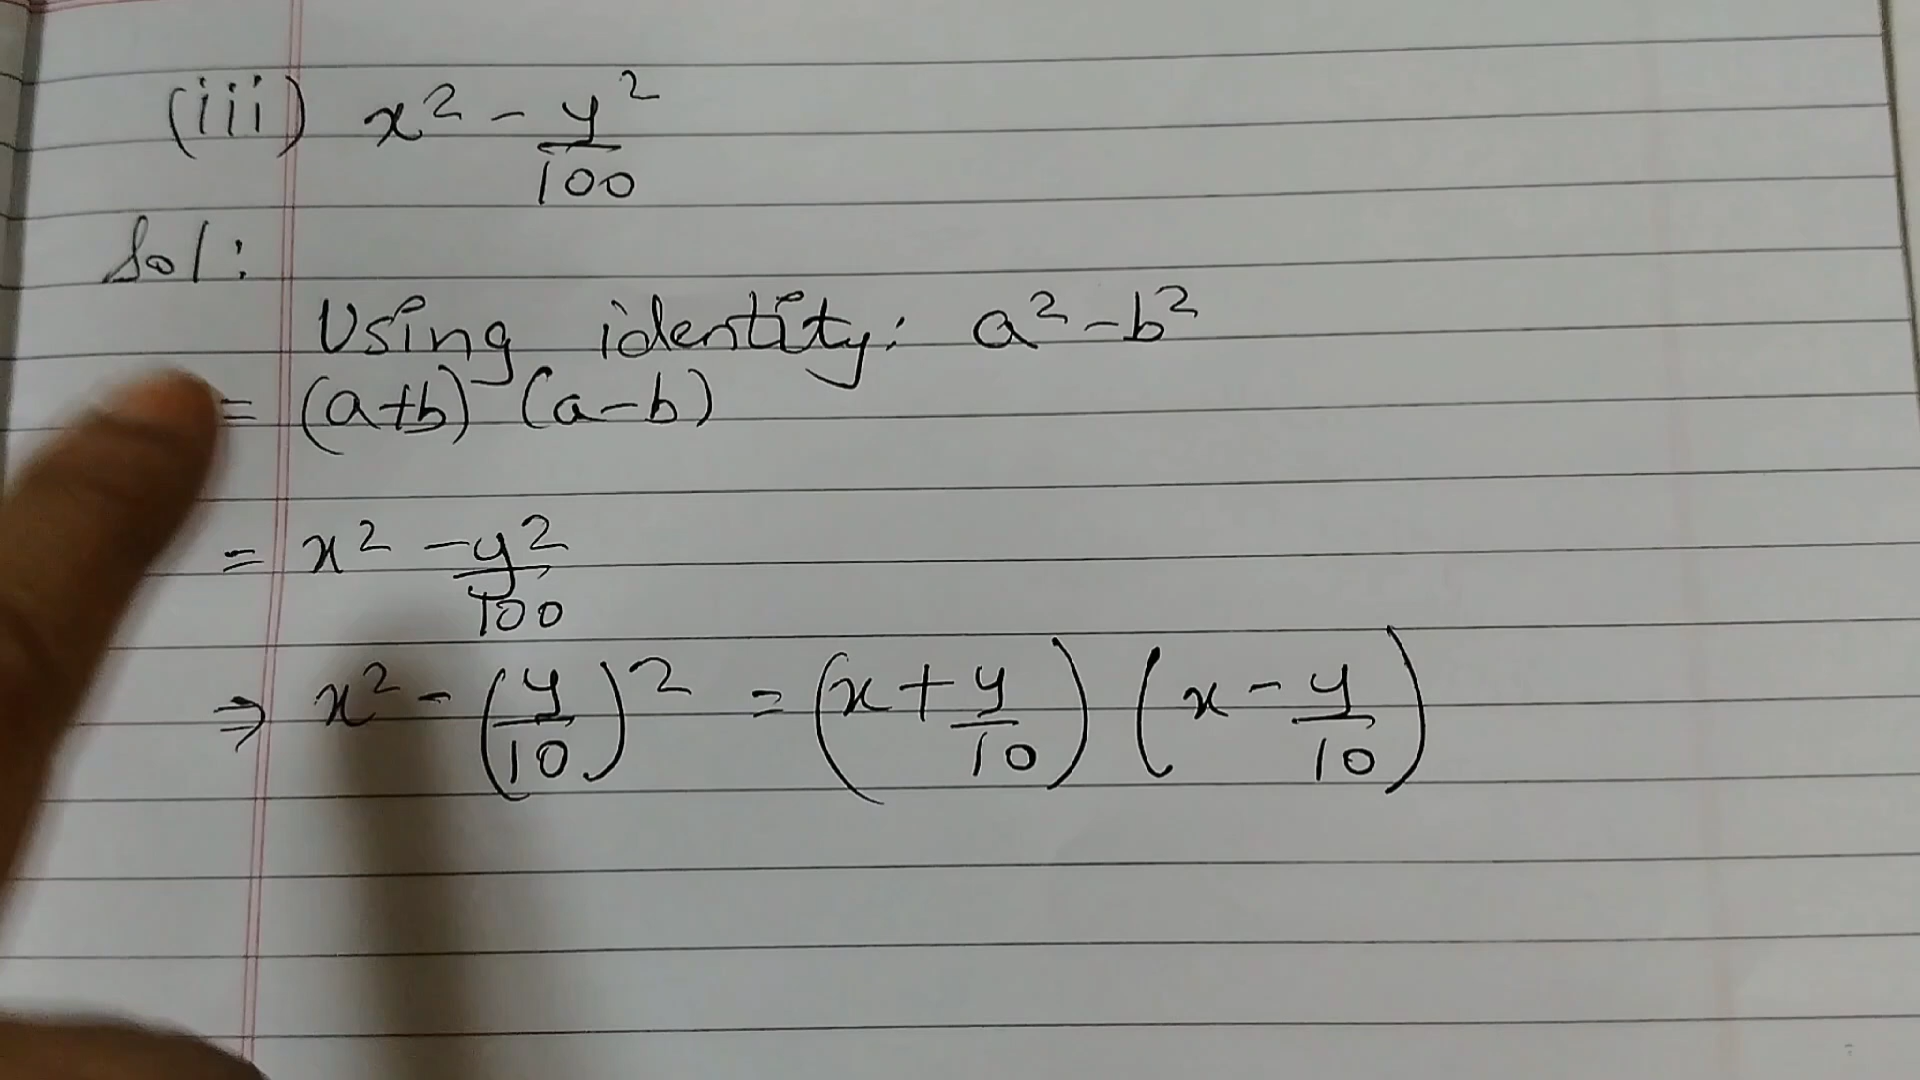 (iii) x² - y²/100
Sol:
Using identity: a² - b²
= (a+b) (a-b)
= x² - y²/100
⇒ x² - (y/10)² = (x + y/10) (x - y/10)